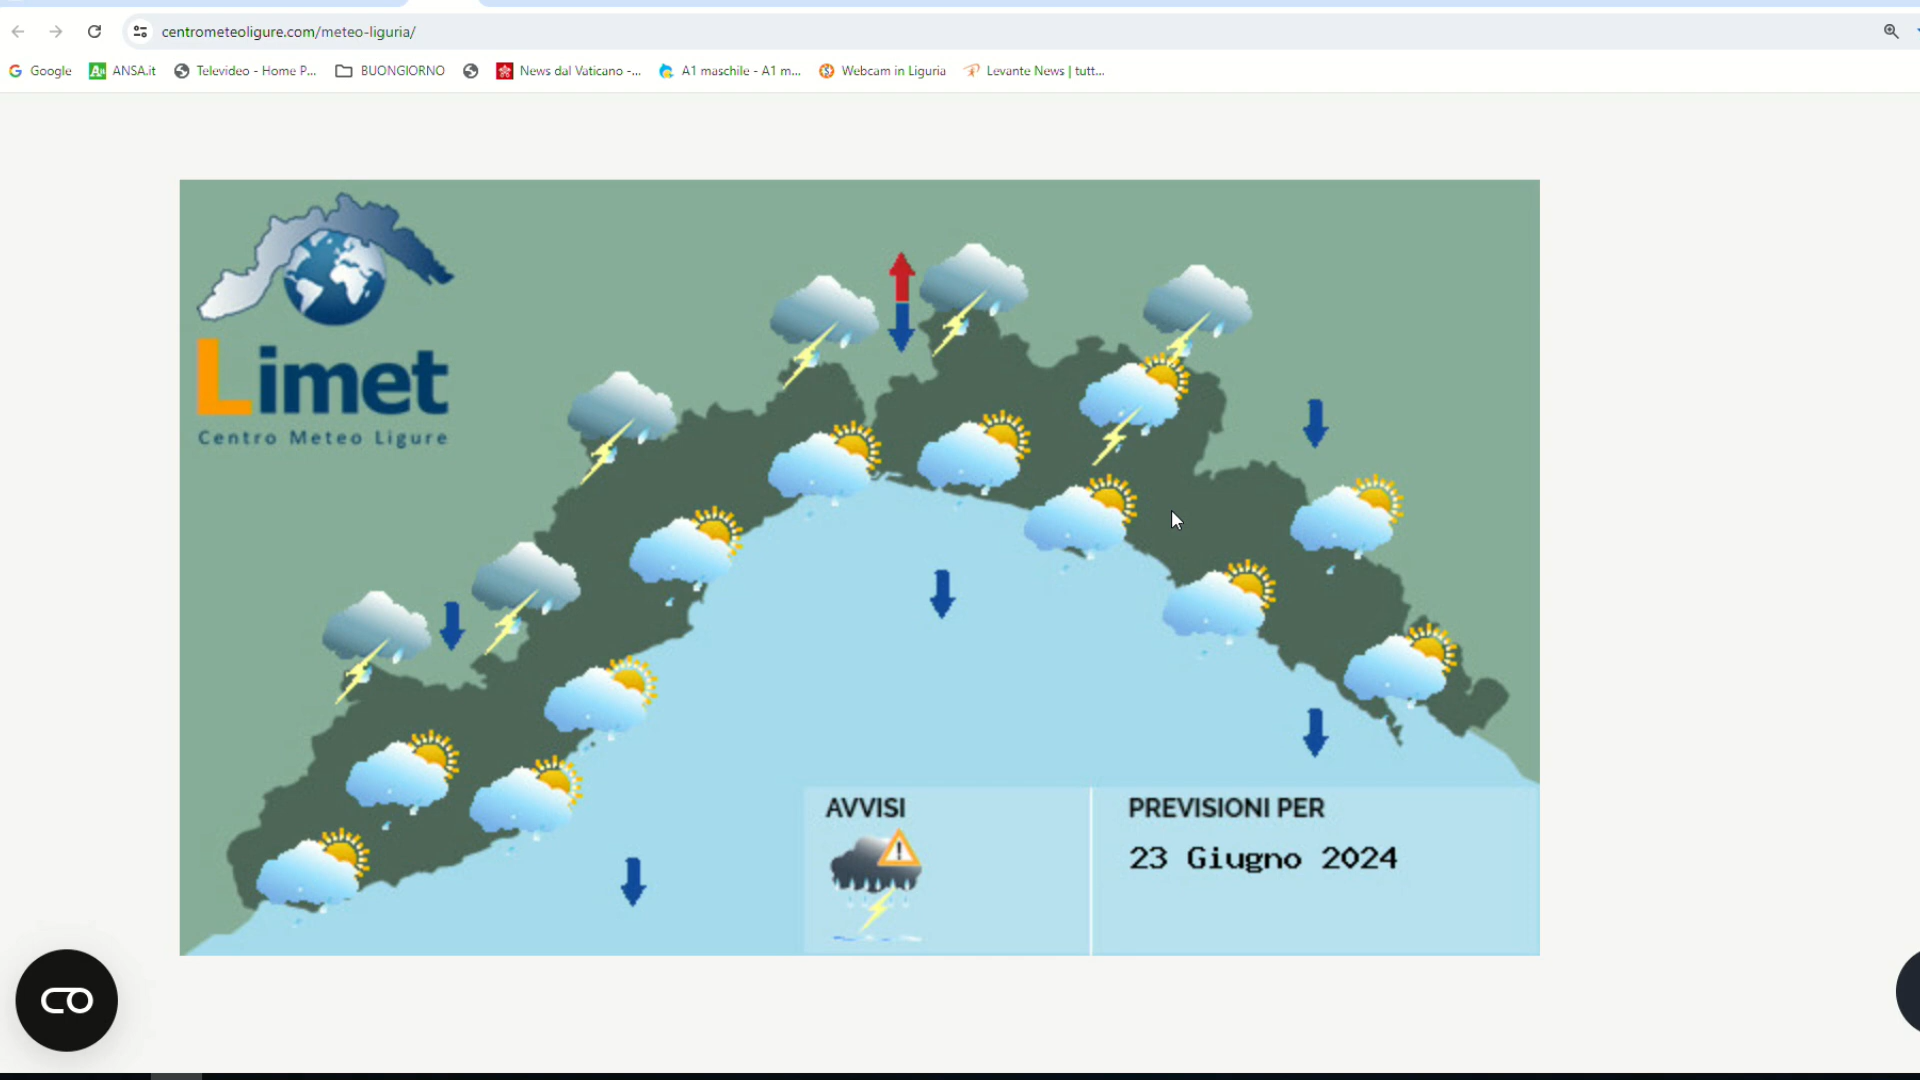 centrometeoligure.com/meteo-liguria/
Google ANSA.it Televideo - Home P... BUONGIORNO News dal Vaticano -... A1 maschile - A1 m... Webcam in Liguria Levante News | tutt...
Limet
Centro Meteo Ligure
AVVISI
PREVISIONI PER
23 Giugno 2024